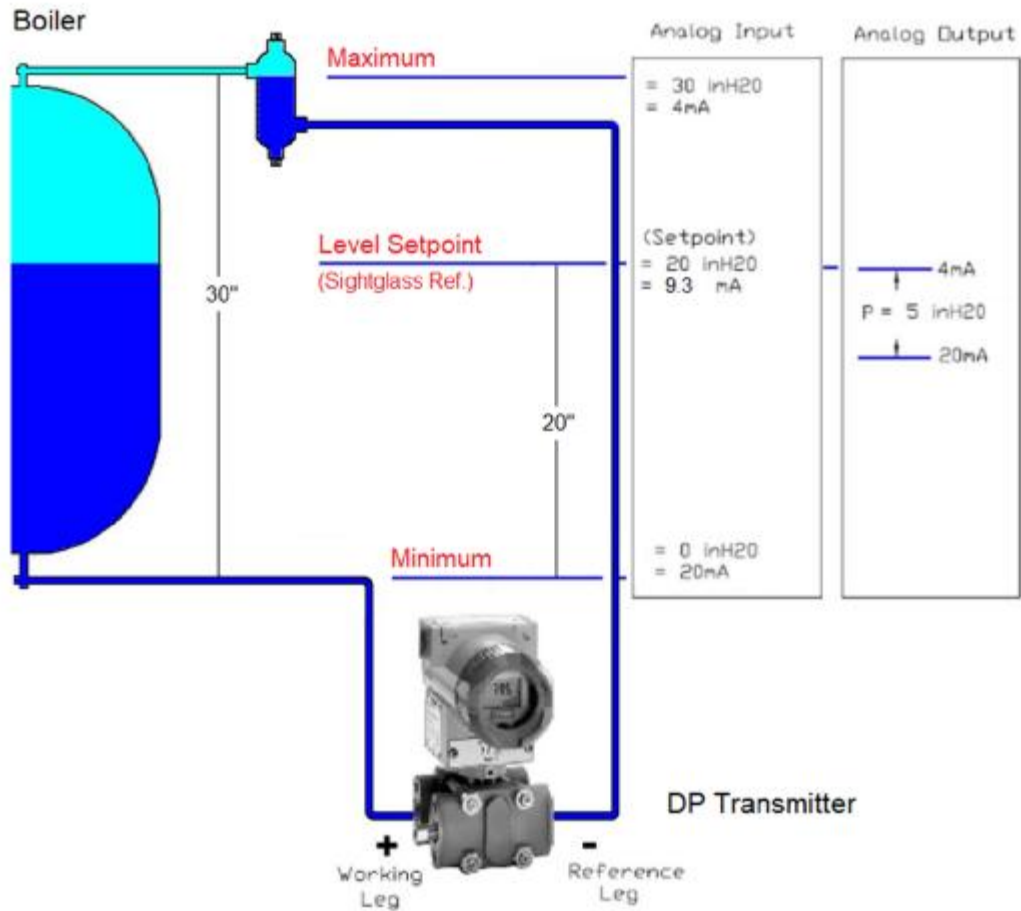 Boiler
Analog Input
Analog Output
Maximum
= 30 inH20
= 4mA
Level Setpoint
(Sightglass Ref.)
(Setpoint)
= 20 inH20
= 9.3 mA
4mA
P = 5 inH20
20mA
30"
20"
Minimum
= 0 inH20
= 20mA
DP Transmitter
+
-
Working
Leg
Reference
Leg